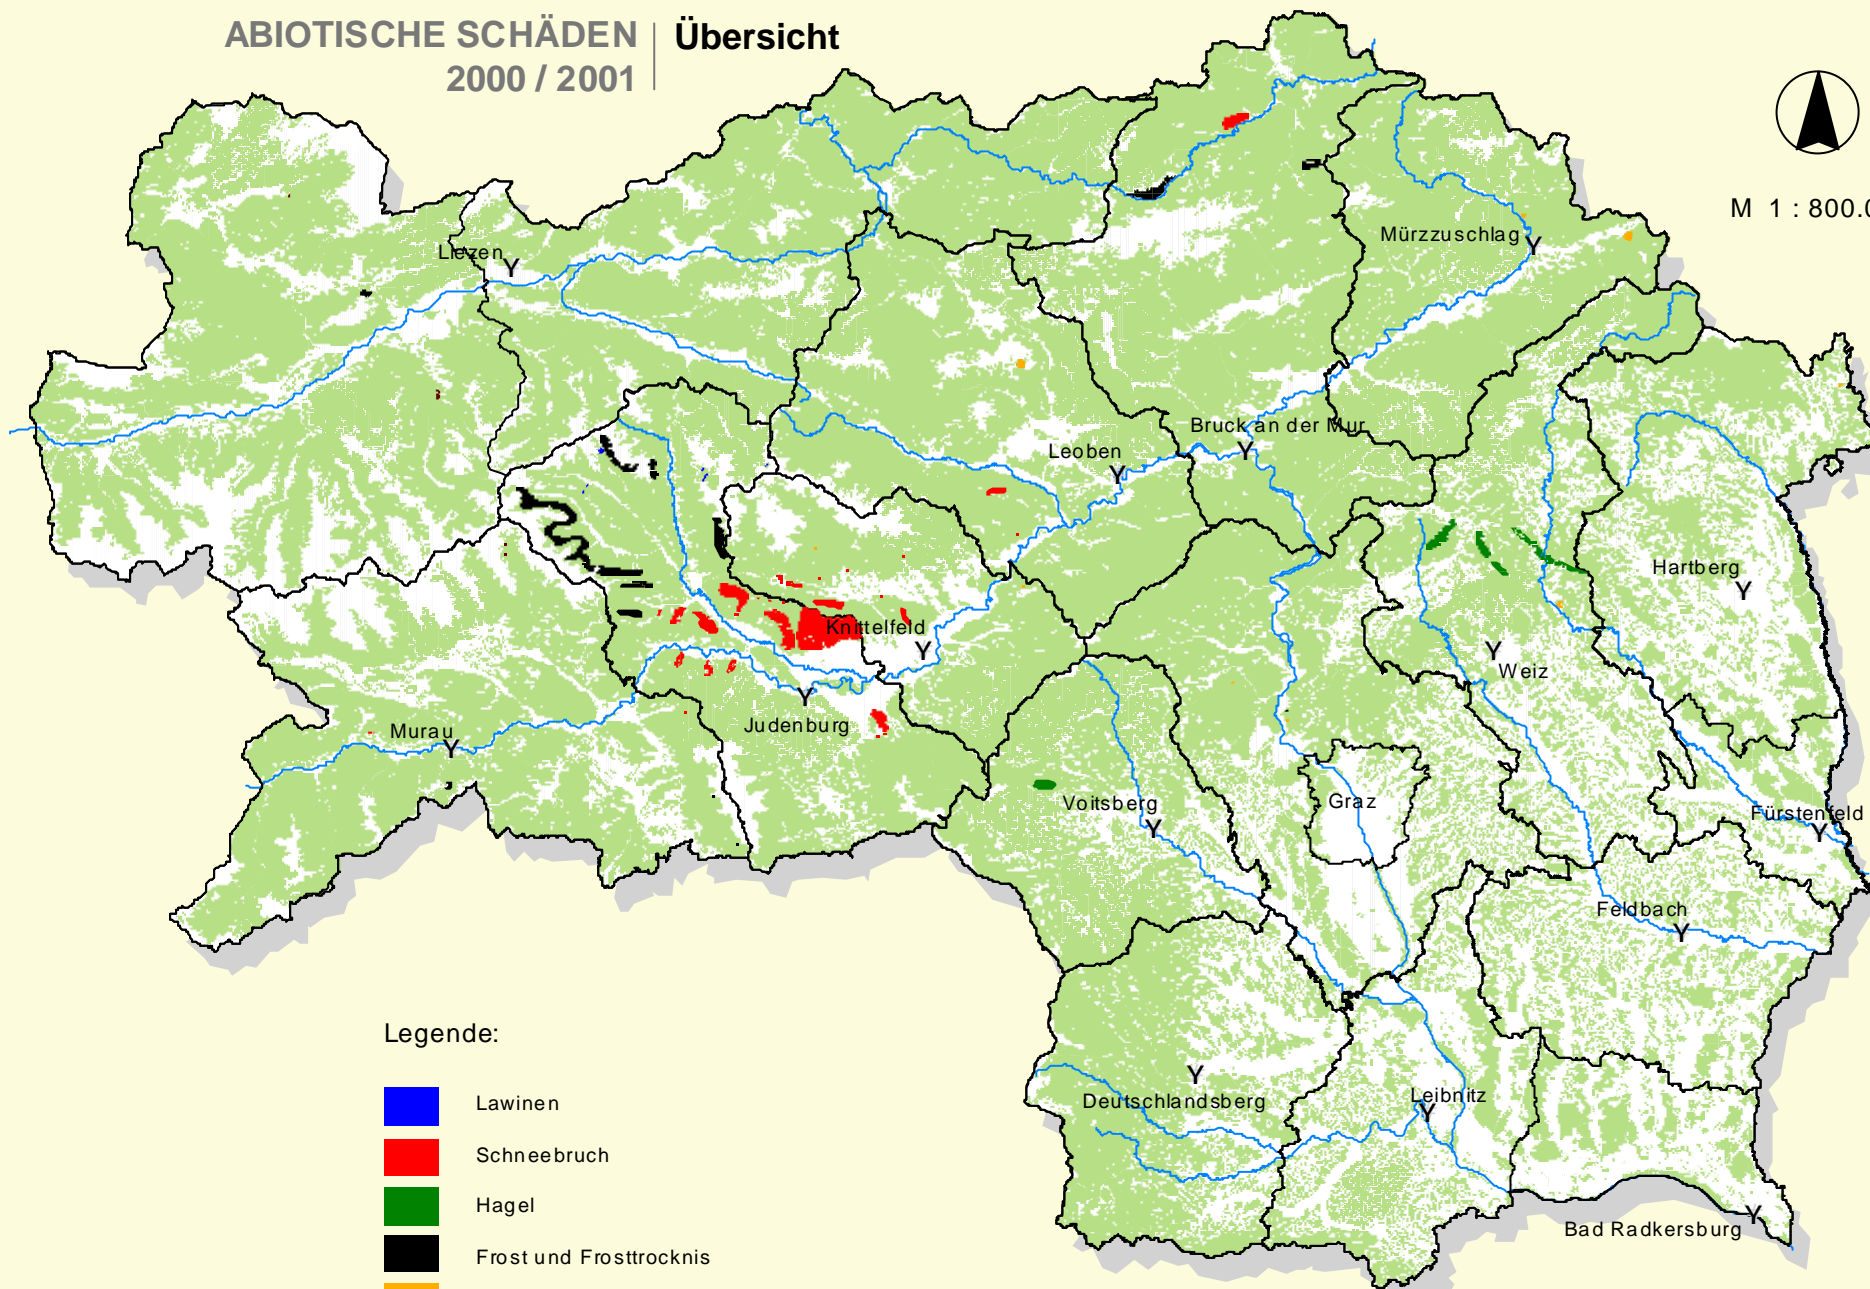 ABIOTISCHE SCHÄDEN
2000 / 2001
Übersicht
M 1 : 800.0
Liezen
Mürzzuschlag
Bruck an der Mur
Leoben
Hartberg
Knittelfeld
Weiz
Judenburg
Murau
Voitsberg
Graz
Fürstenfeld
Feldbach
Deutschlandsberg
Leibnitz
Bad Radkersburg
Legende:
Lawinen
Schneebruch
Hagel
Frost und Frosttrocknis